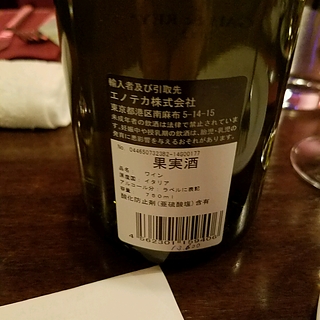 輸入者及び引取先
エノテカ株式会社
東京都港区南麻布 5-14-15
未成年者の飲酒は法律で禁止されていま
す。妊娠中や授乳期の飲酒は、胎児・乳児の
発育に悪影響を与えるおそれがあります。
果実酒
品名 ワイン
原産国 イタリア
アルコール分 ラベルに表記
容量 750ml
酸化防止剤(亜硫酸塩)含有